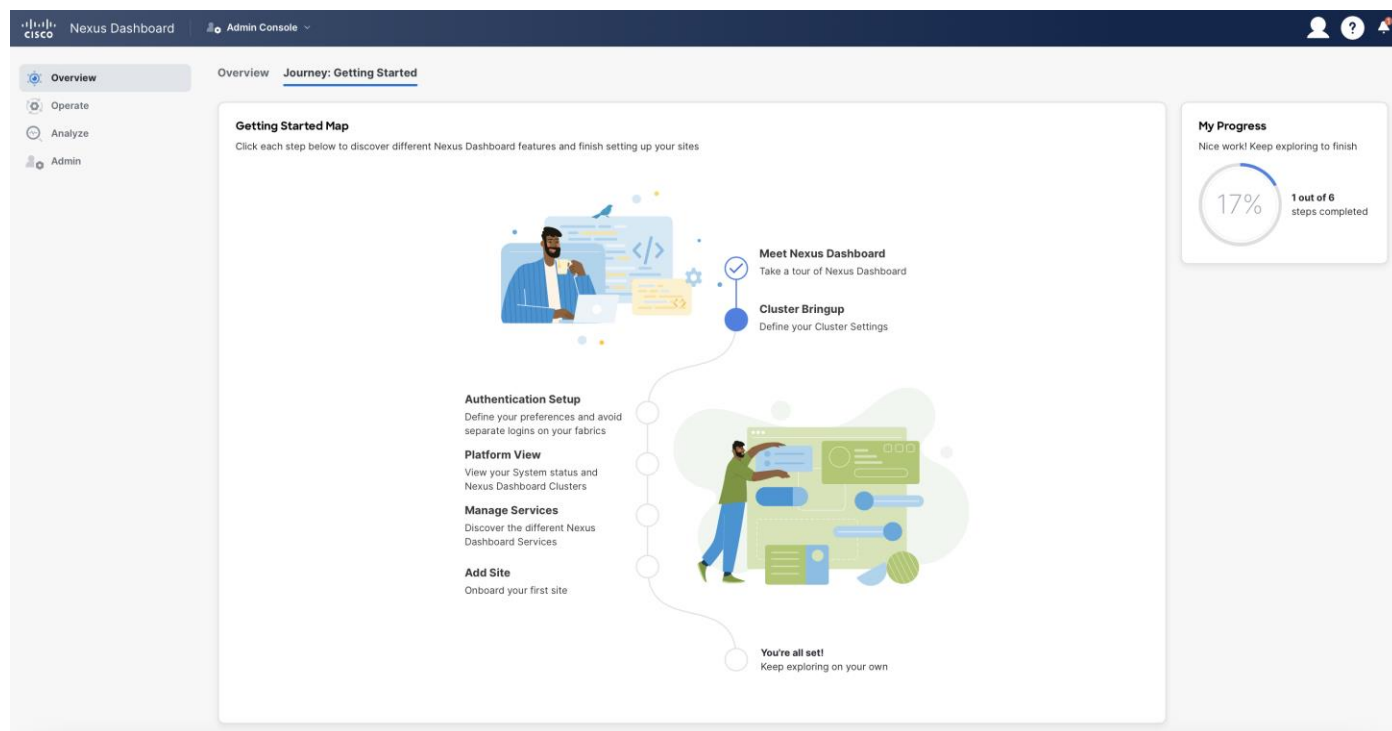 CISCO Nexus Dashboard Admin Console
1
Overview
Operate
Analyze
Admin
Overview Journey: Getting Started
Getting Started Map
Click each step below to discover different Nexus Dashboard features and finish setting up your sites
Meet Nexus Dashboard
Take a tour of Nexus Dashboard
Cluster Bringup
Define your Cluster Settings
Authentication Setup
Define your preferences and avoid
separate logins on your fabrics
Platform View
View your System status and
Nexus Dashboard Clusters
Manage Services
Discover the different Nexus
Dashboard Services
Add Site
Onboard your first site
You're all set!
Keep exploring on your own
My Progress
Nice work! Keep exploring to finish
17%
1 out of 6
steps completed